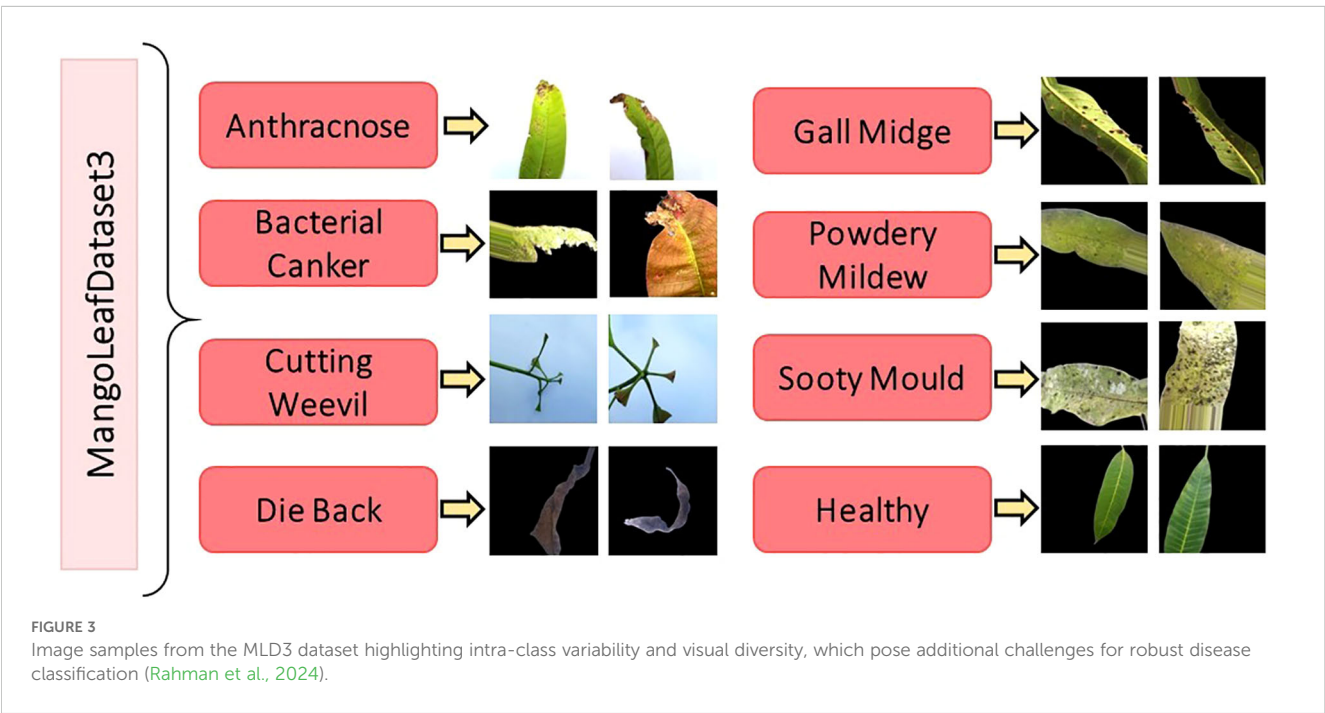 MangoLeafDataset3
Anthracnose
Bacterial
Canker
Cutting
Weevil
Die Back
Gall Midge
Powdery
Mildew
Sooty Mould
Healthy
FIGURE 3
Image samples from the MLD3 dataset highlighting intra-class variability and visual diversity, which pose additional challenges for robust disease
classification (Rahman et al., 2024).